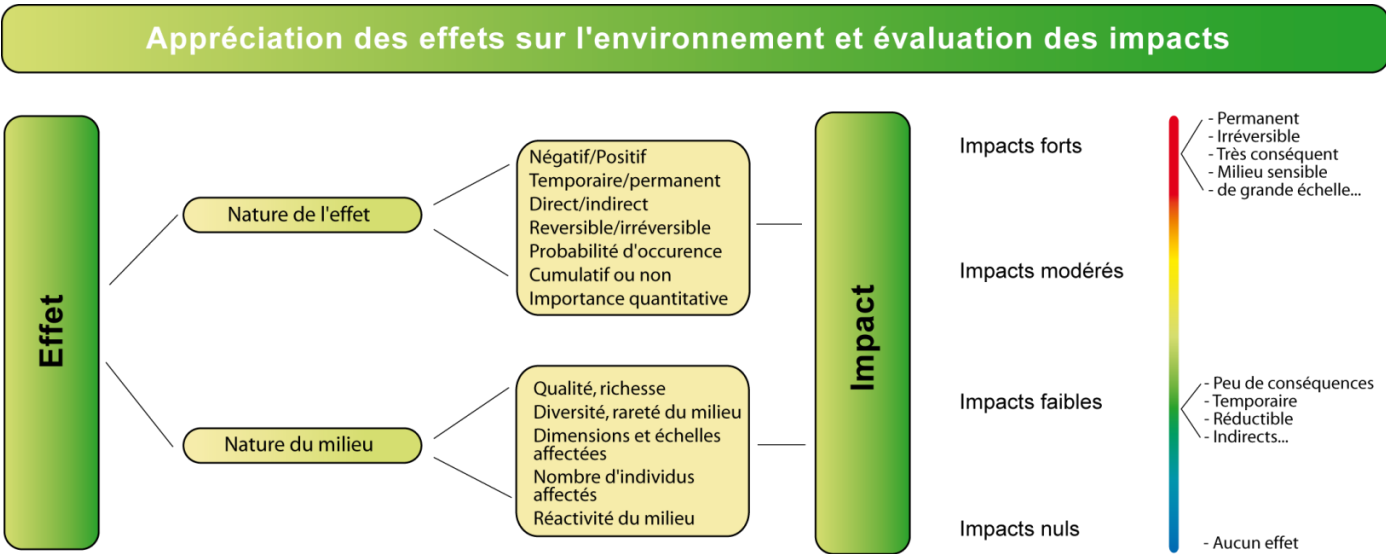 Appréciation des effets sur l'environnement et évaluation des impacts
Effet
Nature de l'effet
Négatif/Positif
Temporaire/permanent
Direct/indirect
Reversible/irréversible
Probabilité d'occurence
Cumulatif ou non
Importance quantitative
Nature du milieu
Qualité, richesse
Diversité, rareté du milieu
Dimensions et échelles
affectées
Nombre d'individus
affectés
Réactivité du milieu
Impact
Impacts forts
- Permanent
- Irréversible
- Très conséquent
- Milieu sensible
- de grande échelle...
Impacts modérés
Impacts faibles
- Peu de conséquences
- Temporaire
- Réductible
- Indirects...
Impacts nuls
- Aucun effet